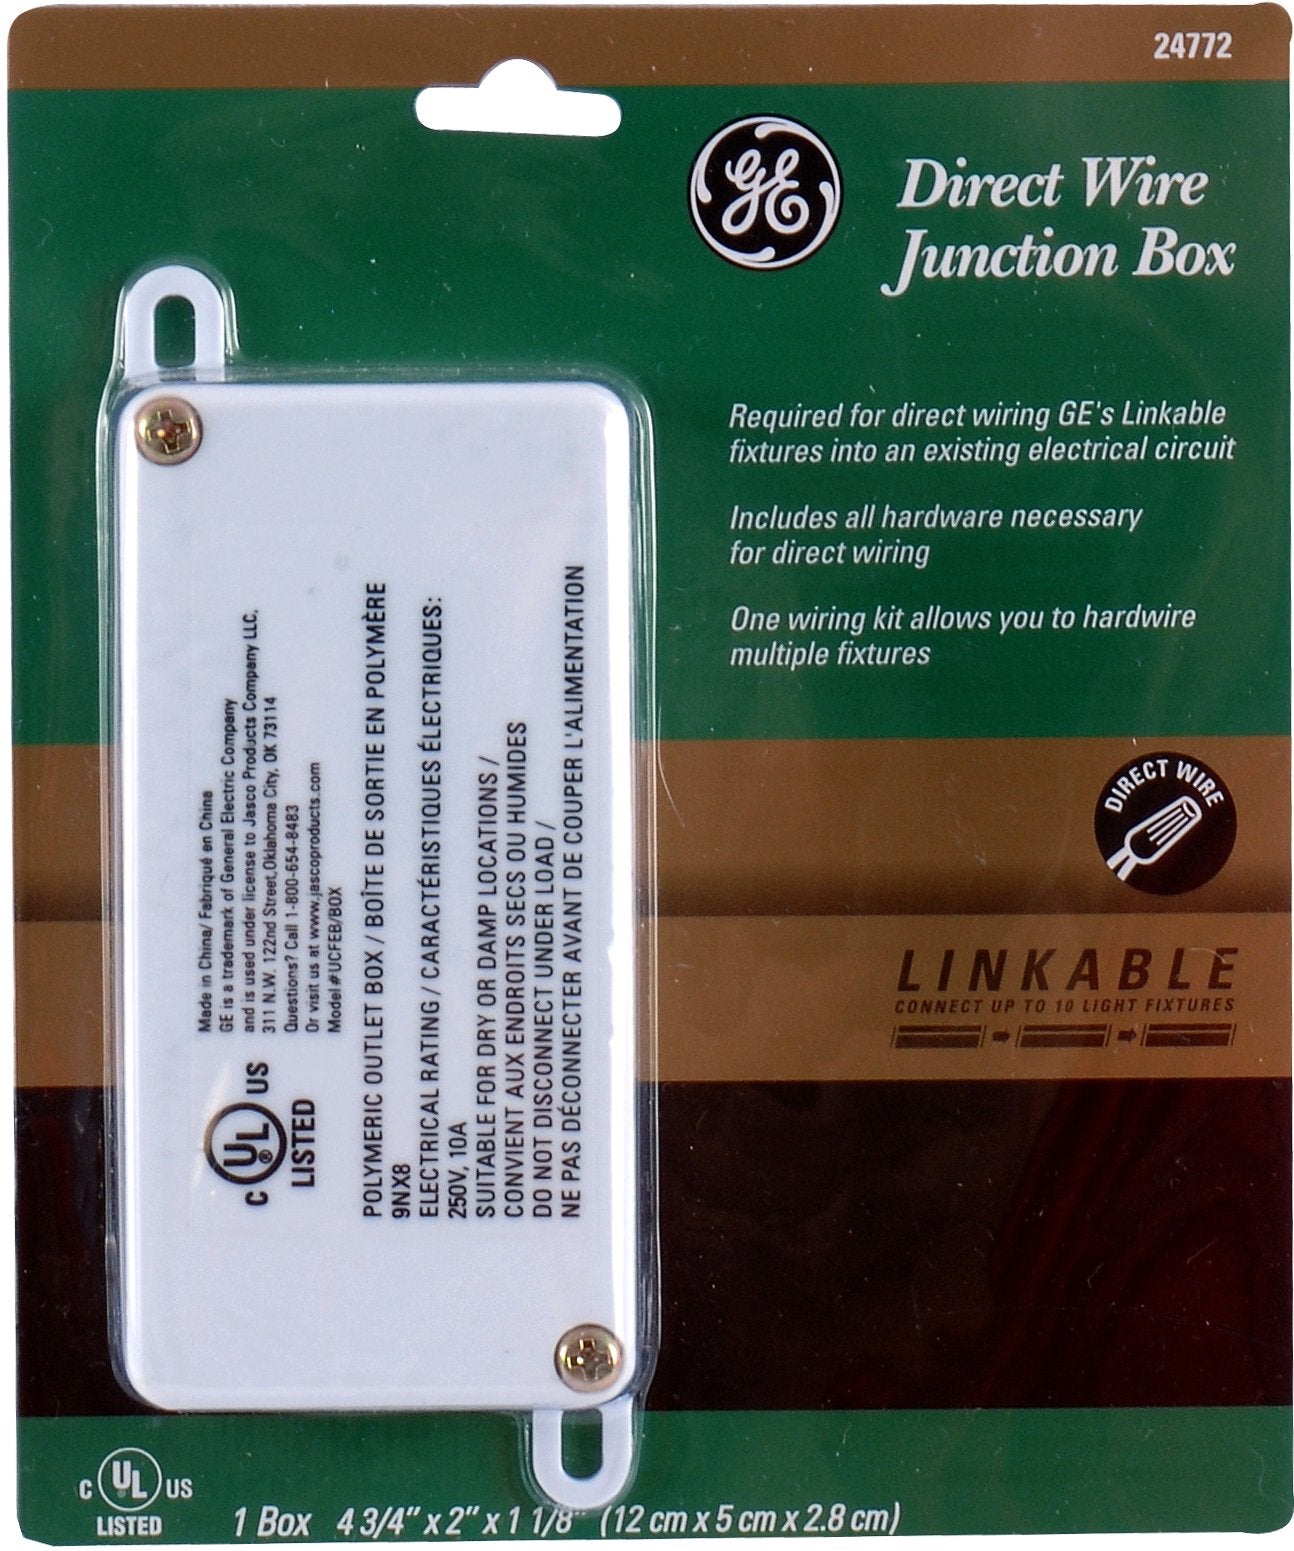 24772
GE
Direct Wire
Junction Box
Required for direct wiring GE's Linkable
fixtures into an existing electrical circuit
Includes all hardware necessary
for direct wiring
One wiring kit allows you to hardwire
multiple fixtures
DIRECT WIRE
LINKABLE
CONNECT UP TO 10 LIGHT FIXTURES
Made in China/ Fabriqué en China
GE is a trademark of General Electric Company
and is used under license to Jasco Products Company LLC,
311 N.W. 122nd Street,Oklahoma City, OK 73114
Questions? Call 1-800-654-8483
Or visit us at www.jascoproducts.com
Model #UCFEB/BOX
C UL® US
LISTED
POLYMERIC OUTLET BOX / BOÎTE DE SORTIE EN POLYMÈRE
9NX8
ELECTRICAL RATING / CARACTÉRISTIQUES ÉLECTRIQUES:
250V, 10A
SUITABLE FOR DRY OR DAMP LOCATIONS /
CONVIENT AUX ENDROITS SECS OU HUMIDES
DO NOT DISCONNECT UNDER LOAD /
NE PAS DÉCONNECTER AVANT DE COUPER L'ALIMENTATION
C UL US
LISTED
1 Box 4 3/4" x 2" x 1 1/8" (12 cm x 5 cm x 2.8 cm)